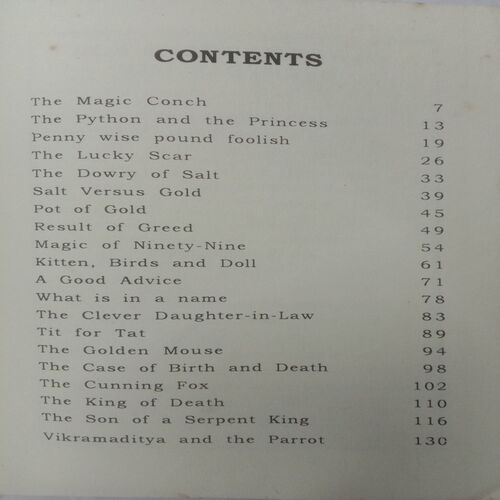 CONTENTS
The Magic Conch 7
The Python and the Princess 13
Penny wise pound foolish 19
The Lucky Scar 26
The Dowry of Salt 33
Salt Versus Gold 39
Pot of Gold 45
Result of Greed 49
Magic of Ninety-Nine 54
Kitten, Birds and Doll 61
A Good Advice 71
What is in a name 78
The Clever Daughter-in-Law 83
Tit for Tat 89
The Golden Mouse 94
The Case of Birth and Death 98
The Cunning Fox 102
The King of Death 110
The Son of a Serpent King 116
Vikramaditya and the Parrot 130